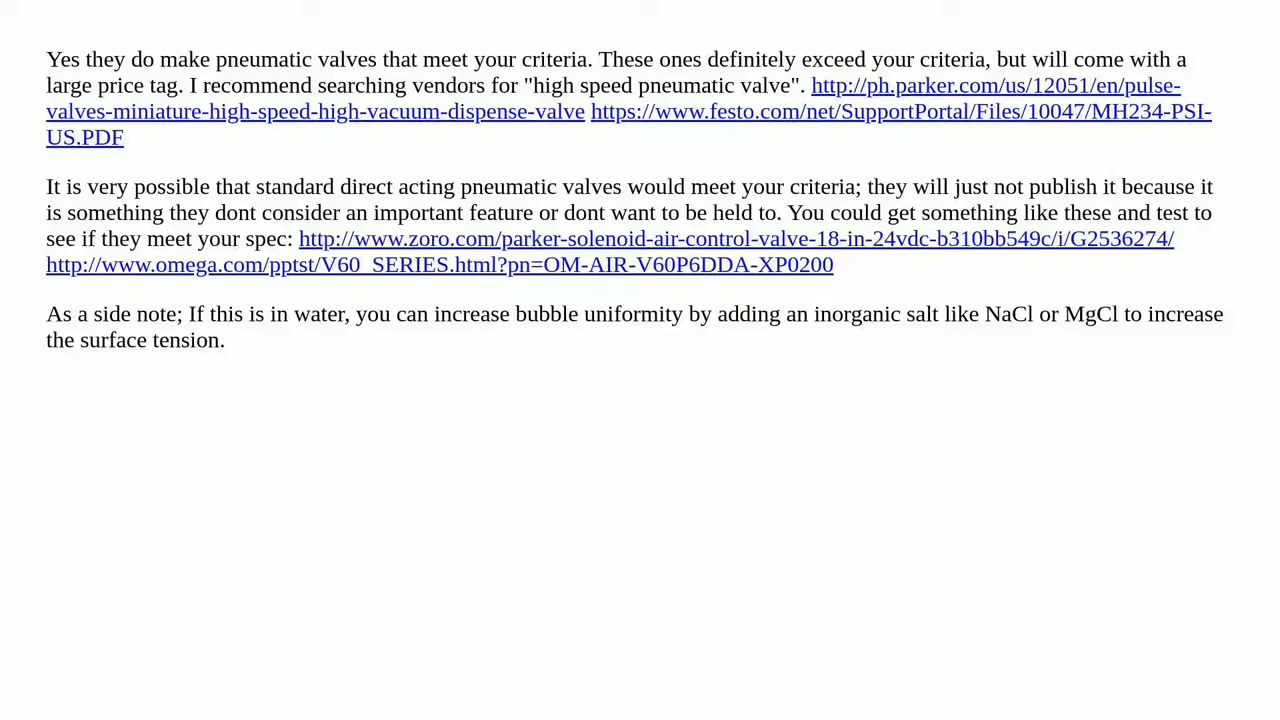 Yes they do make pneumatic valves that meet your criteria. These ones definitely exceed your criteria, but will come with a
large price tag. I recommend searching vendors for "high speed pneumatic valve". http://ph.parker.com/us/12051/en/pulse-
valves-miniature-high-speed-high-vacuum-dispense-valve https://www.festo.com/net/SupportPortal/Files/10047/MH234-PSI-
US.PDF
It is very possible that standard direct acting pneumatic valves would meet your criteria; they will just not publish it because it
is something they dont consider an important feature or dont want to be held to. You could get something like these and test to
see if they meet your spec: http://www.zoro.com/parker-solenoid-air-control-valve-18-in-24vdc-b310bb549c/i/G2536274/
http://www.omega.com/pptst/V60_SERIES.html?pn=OM-AIR-V60P6DDA-XP0200
As a side note; If this is in water, you can increase bubble uniformity by adding an inorganic salt like NaCl or MgCl to increase
the surface tension.